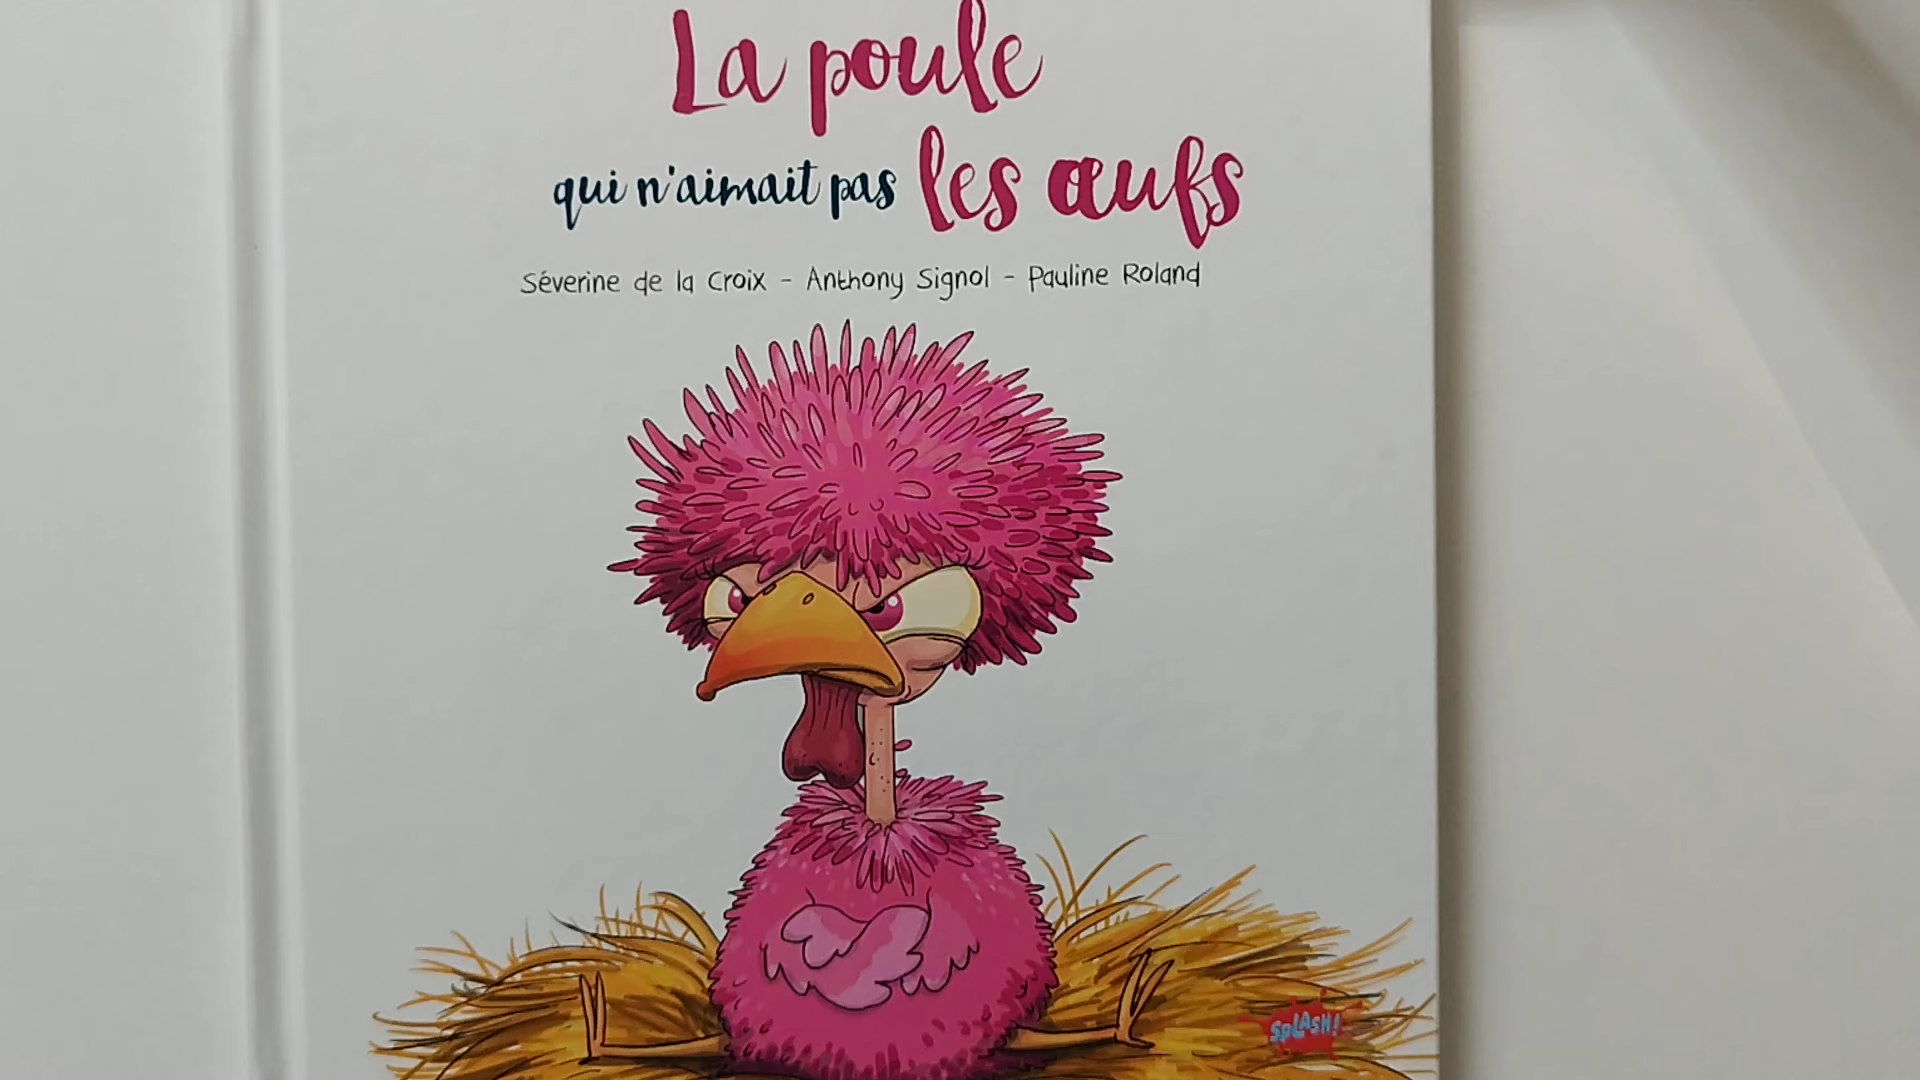 La poule
qui n'aimait pas les œufs
Séverine de la Croix - Anthony Signol - Pauline Roland
SPLASH!